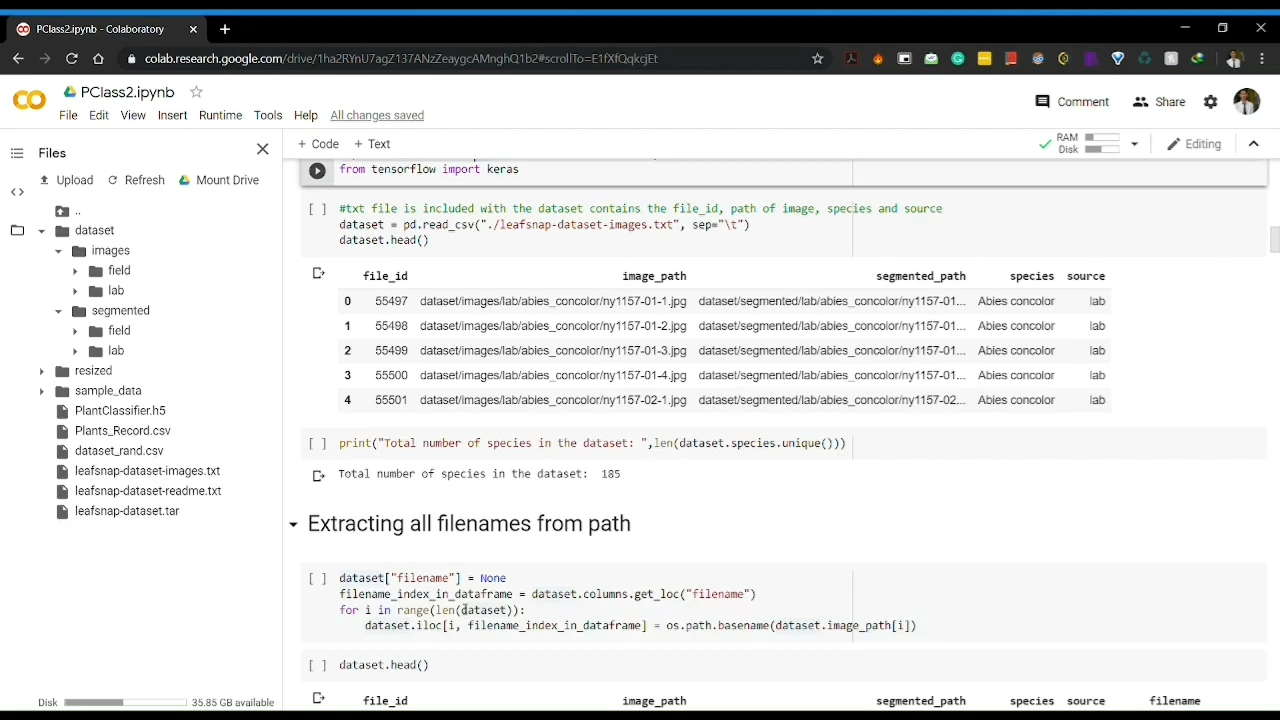 PClass2.ipynb - Colaboratory
colab.research.google.com/drive/1ha2RYnU7agZ137ANzZeaygcAMnghQ1b2#scrollTo=E1fXfQqkcjEt
PClass2.ipynb
File Edit View Insert Runtime Tools Help All changes saved
Comment Share
Files
Upload Refresh Mount Drive
..
dataset
images
field
lab
segmented
field
lab
resized
sample_data
PlantClassifier.h5
Plants_Record.csv
dataset_rand.csv
leafsnap-dataset-images.txt
leafsnap-dataset-readme.txt
leafsnap-dataset.tar
Disk 35.85 GB available
+ Code + Text
RAM
Disk
Editing
from tensorflow import keras
[ ] #txt file is included with the dataset contains the file_id, path of image, species and source
dataset = pd.read_csv("./leafsnap-dataset-images.txt", sep="\t")
dataset.head()
file_id image_path segmented_path species source
0 55497 dataset/images/lab/abies_concolor/ny1157-01-1.jpg dataset/segmented/lab/abies_concolor/ny1157-01... Abies concolor lab
1 55498 dataset/images/lab/abies_concolor/ny1157-01-2.jpg dataset/segmented/lab/abies_concolor/ny1157-01... Abies concolor lab
2 55499 dataset/images/lab/abies_concolor/ny1157-01-3.jpg dataset/segmented/lab/abies_concolor/ny1157-01... Abies concolor lab
3 55500 dataset/images/lab/abies_concolor/ny1157-01-4.jpg dataset/segmented/lab/abies_concolor/ny1157-01... Abies concolor lab
4 55501 dataset/images/lab/abies_concolor/ny1157-02-1.jpg dataset/segmented/lab/abies_concolor/ny1157-02... Abies concolor lab
[ ] print("Total number of species in the dataset: ",len(dataset.species.unique()))
Total number of species in the dataset:  185
Extracting all filenames from path
[ ] dataset["filename"] = None
filename_index_in_dataframe = dataset.columns.get_loc("filename")
for i in range(len(dataset)):
dataset.iloc[i, filename_index_in_dataframe] = os.path.basename(dataset.image_path[i])
[ ] dataset.head()
file_id image_path segmented_path species source filename